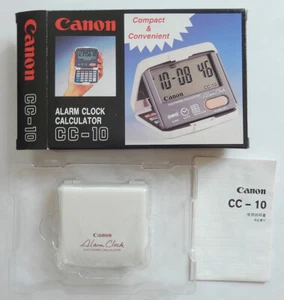 Canon
Compact &
Convenient
10:08 46
Canon
ALARM CLOCK
CALCULATOR
CC-10
Canon
CC-10
Canon
Alarm Clock
Canon
CC-10